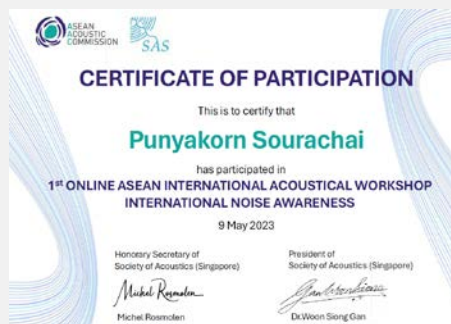 ASEAN
ACOUSTIC
COMMISSION
SAS
CERTIFICATE OF PARTICIPATION
This is to certify that
Punyakorn Sourachai
has participated in
1st ONLINE ASEAN INTERNATIONAL ACOUSTICAL WORKSHOP
INTERNATIONAL NOISE AWARENESS
9 May 2023
Honorary Secretary of
Society of Acoustics (Singapore)
Michel Rosmolen
Michel Rosmolen
President of
Society of Acoustics (Singapore)
Dr.Woon Siong Gan